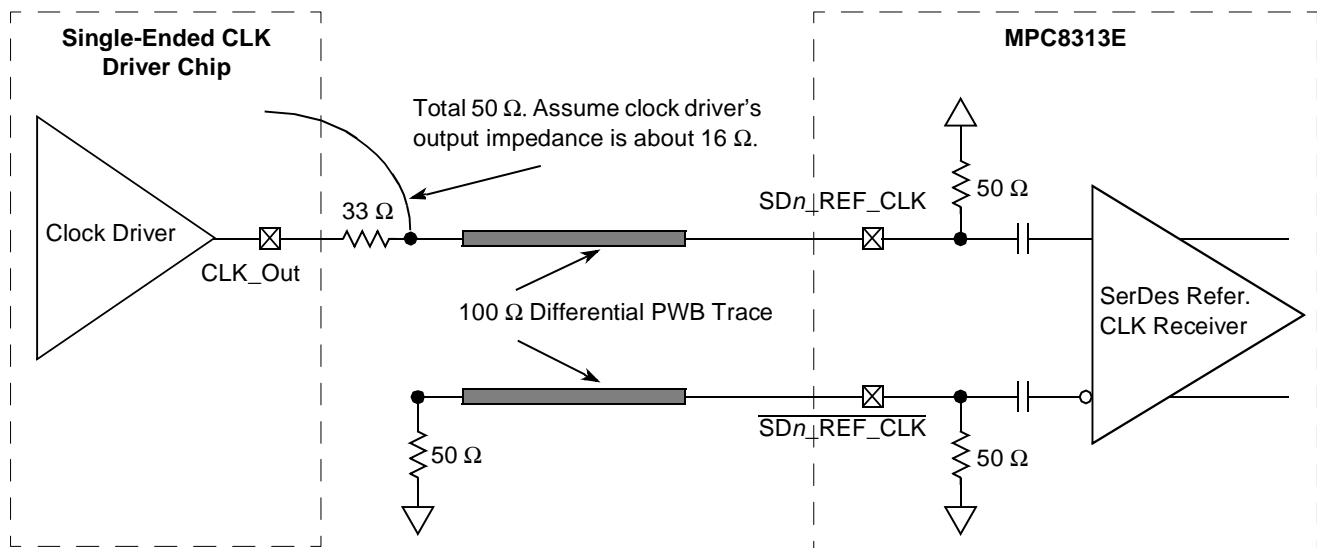 Single-Ended CLK
Driver Chip
MPC8313E
Total 50 Ω. Assume clock driver's
output impedance is about 16 Ω.
50 Ω
SDn_REF_CLK
33 Ω
Clock Driver
CLK_Out
100 Ω Differential PWB Trace
SerDes Refer.
CLK Receiver
SDn_REF_CLK
50 Ω
50 Ω